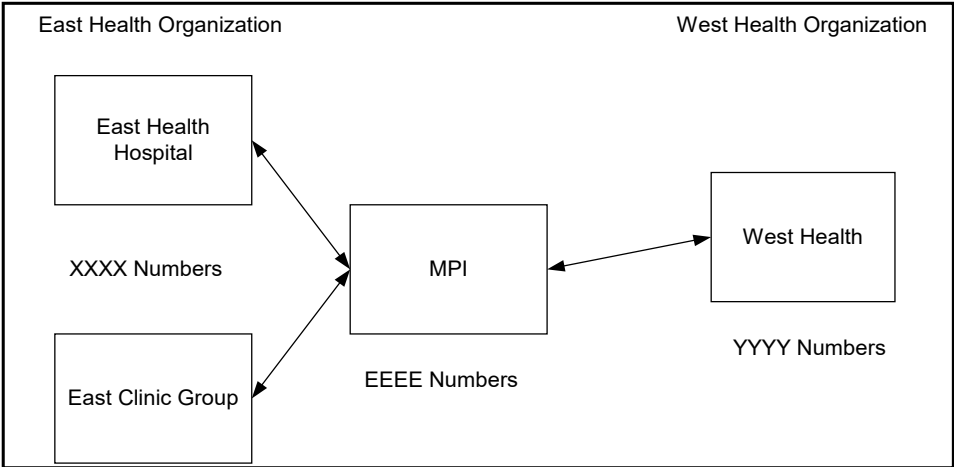 East Health Organization
West Health Organization
East Health
Hospital
XXXX Numbers
East Clinic Group
MPI
EEEE Numbers
West Health
YYYY Numbers